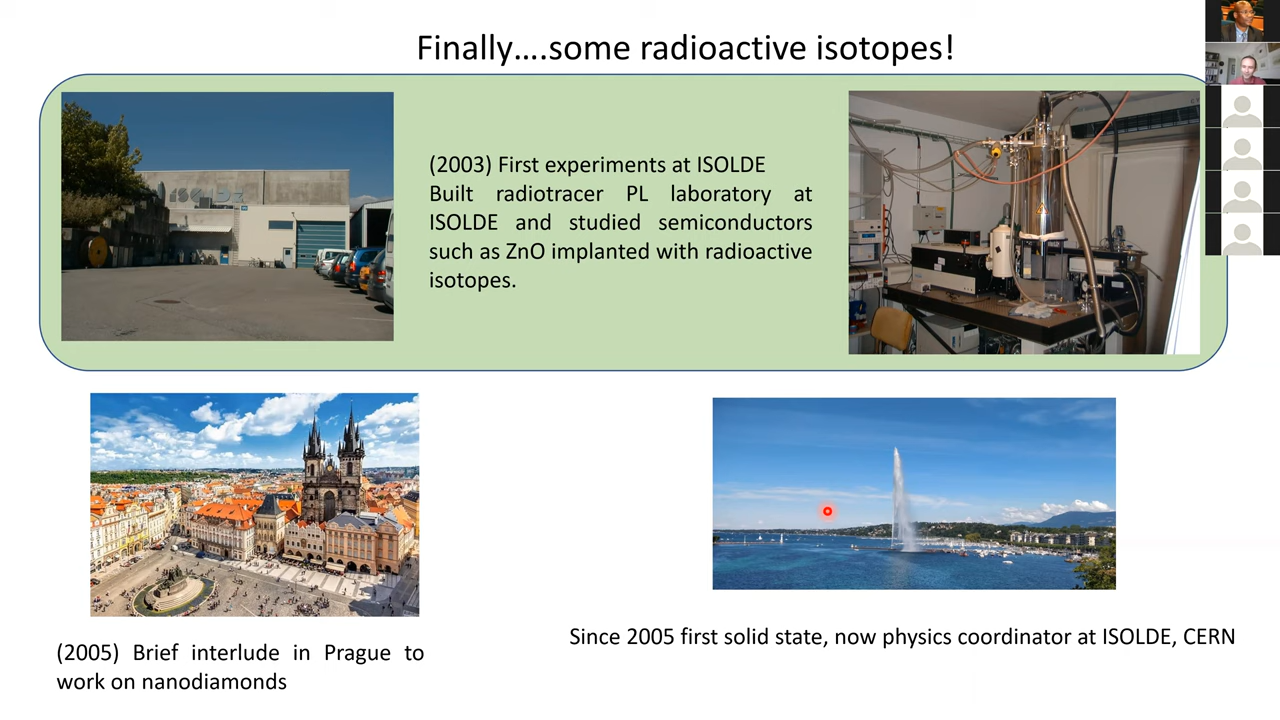 Finally....some radioactive isotopes!
ISOLDE
(2003) First experiments at ISOLDE
Built radiotracer PL laboratory at
ISOLDE and studied semiconductors
such as ZnO implanted with radioactive
isotopes.
(2005) Brief interlude in Prague to
work on nanodiamonds
Since 2005 first solid state, now physics coordinator at ISOLDE, CERN